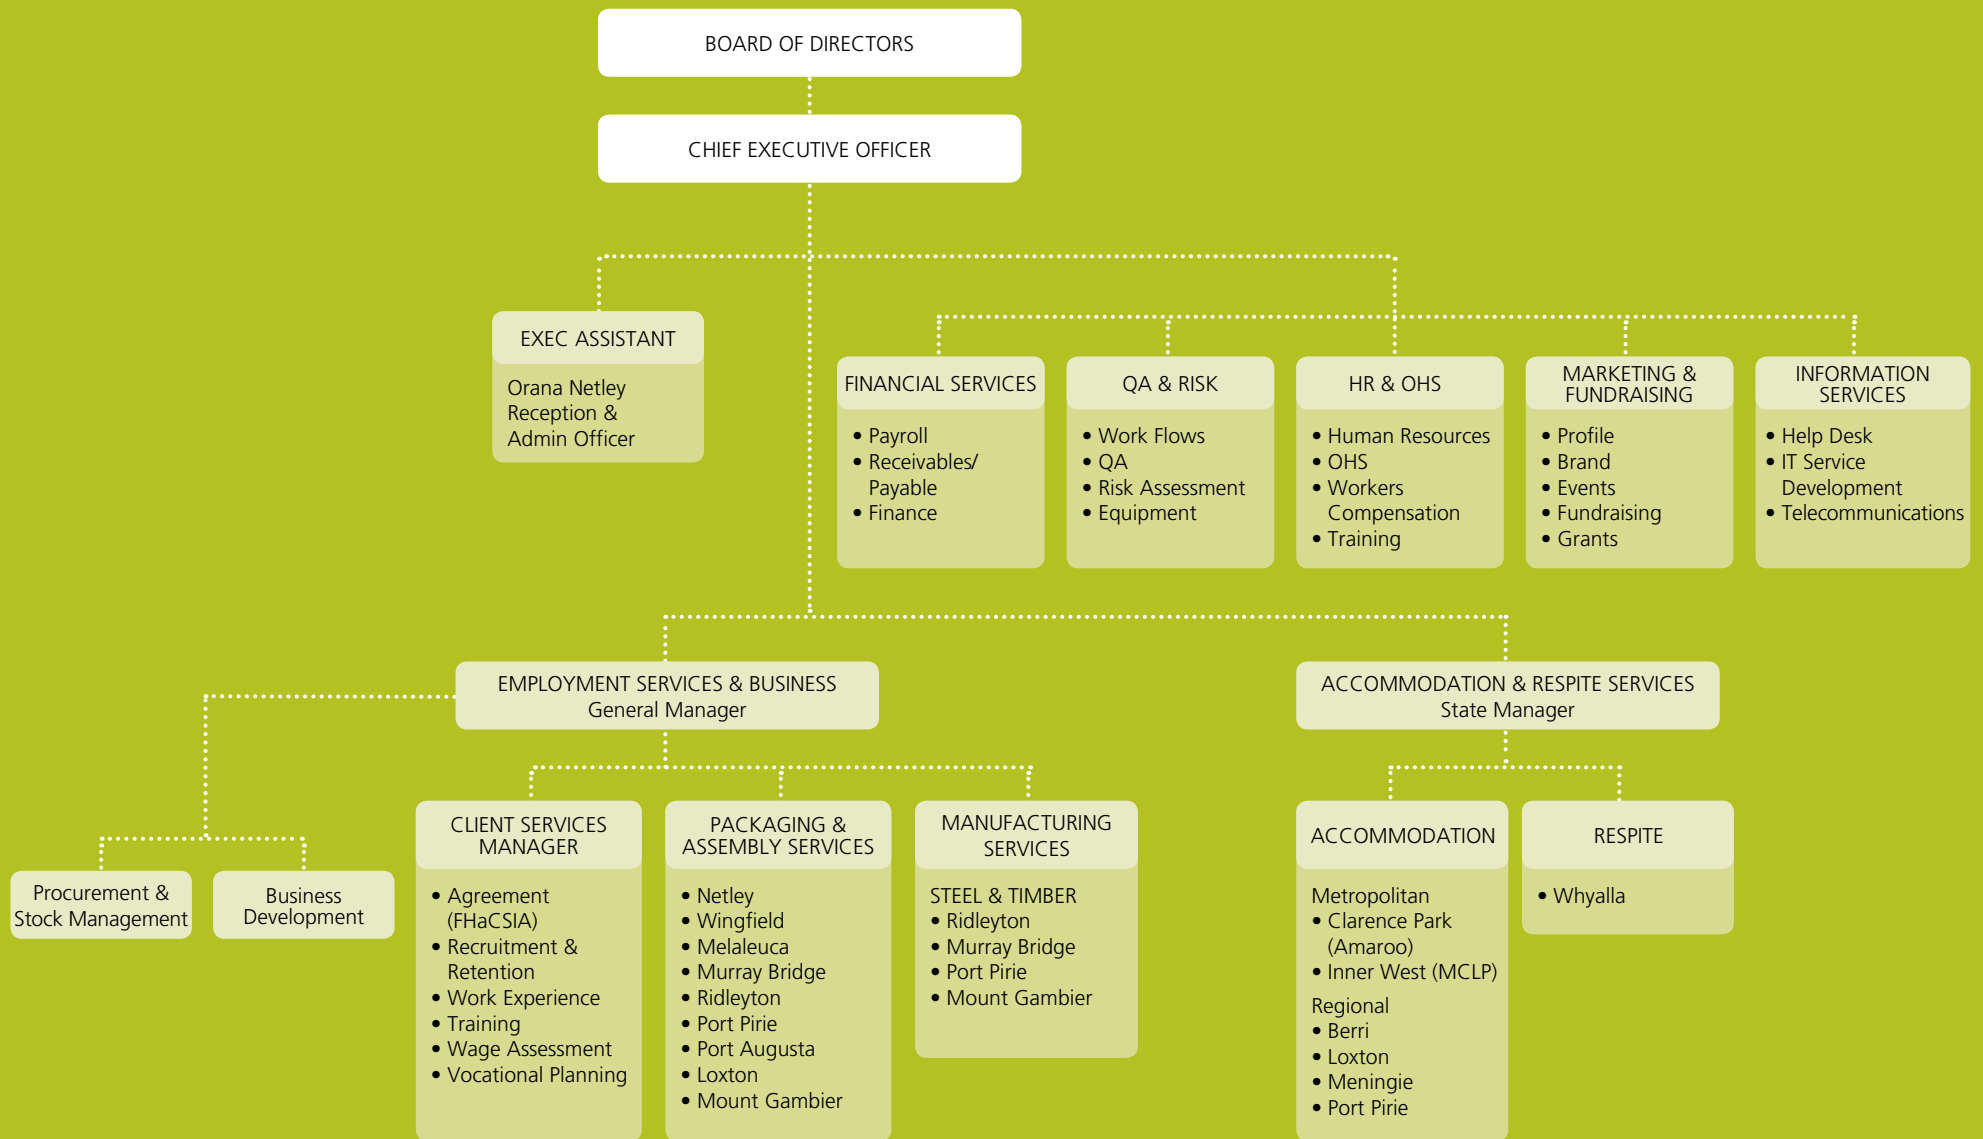 BOARD OF DIRECTORS
CHIEF EXECUTIVE OFFICER
EXEC ASSISTANT
Orana Netley
Reception &
Admin Officer
FINANCIAL SERVICES
• Payroll
• Receivables/
Payable
• Finance
QA & RISK
• Work Flows
• QA
• Risk Assessment
• Equipment
HR & OHS
• Human Resources
• OHS
• Workers
Compensation
• Training
MARKETING &
FUNDRAISING
• Profile
• Brand
• Events
• Fundraising
• Grants
INFORMATION
SERVICES
• Help Desk
• IT Service
Development
• Telecommunications
EMPLOYMENT SERVICES & BUSINESS
General Manager
ACCOMMODATION & RESPITE SERVICES
State Manager
Procurement &
Stock Management
Business
Development
CLIENT SERVICES
MANAGER
• Agreement
(FHaCSIA)
• Recruitment &
Retention
• Work Experience
• Training
• Wage Assessment
• Vocational Planning
PACKAGING &
ASSEMBLY SERVICES
• Netley
• Wingfield
• Melaleuca
• Murray Bridge
• Ridleyton
• Port Pirie
• Port Augusta
• Loxton
• Mount Gambier
MANUFACTURING
SERVICES
STEEL & TIMBER
• Ridleyton
• Murray Bridge
• Port Pirie
• Mount Gambier
ACCOMMODATION
Metropolitan
• Clarence Park
(Amaroo)
• Inner West (MCLP)
Regional
• Berri
• Loxton
• Meningie
• Port Pirie
RESPITE
• Whyalla